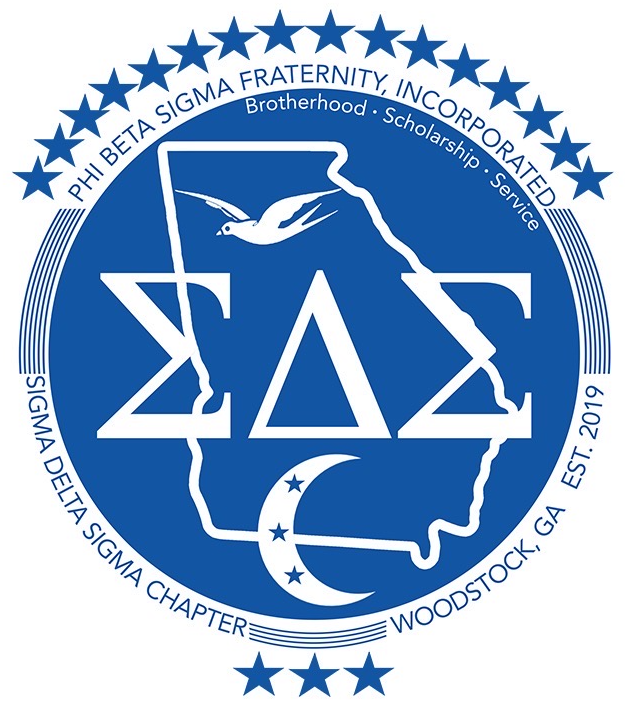 PHI BETA SIGMA FRATERNITY, INCORPORATED
Brotherhood · Scholarship · Service
ΣΔΣ
SIGMA DELTA SIGMA CHAPTER
WOODSTOCK, GA EST. 2019